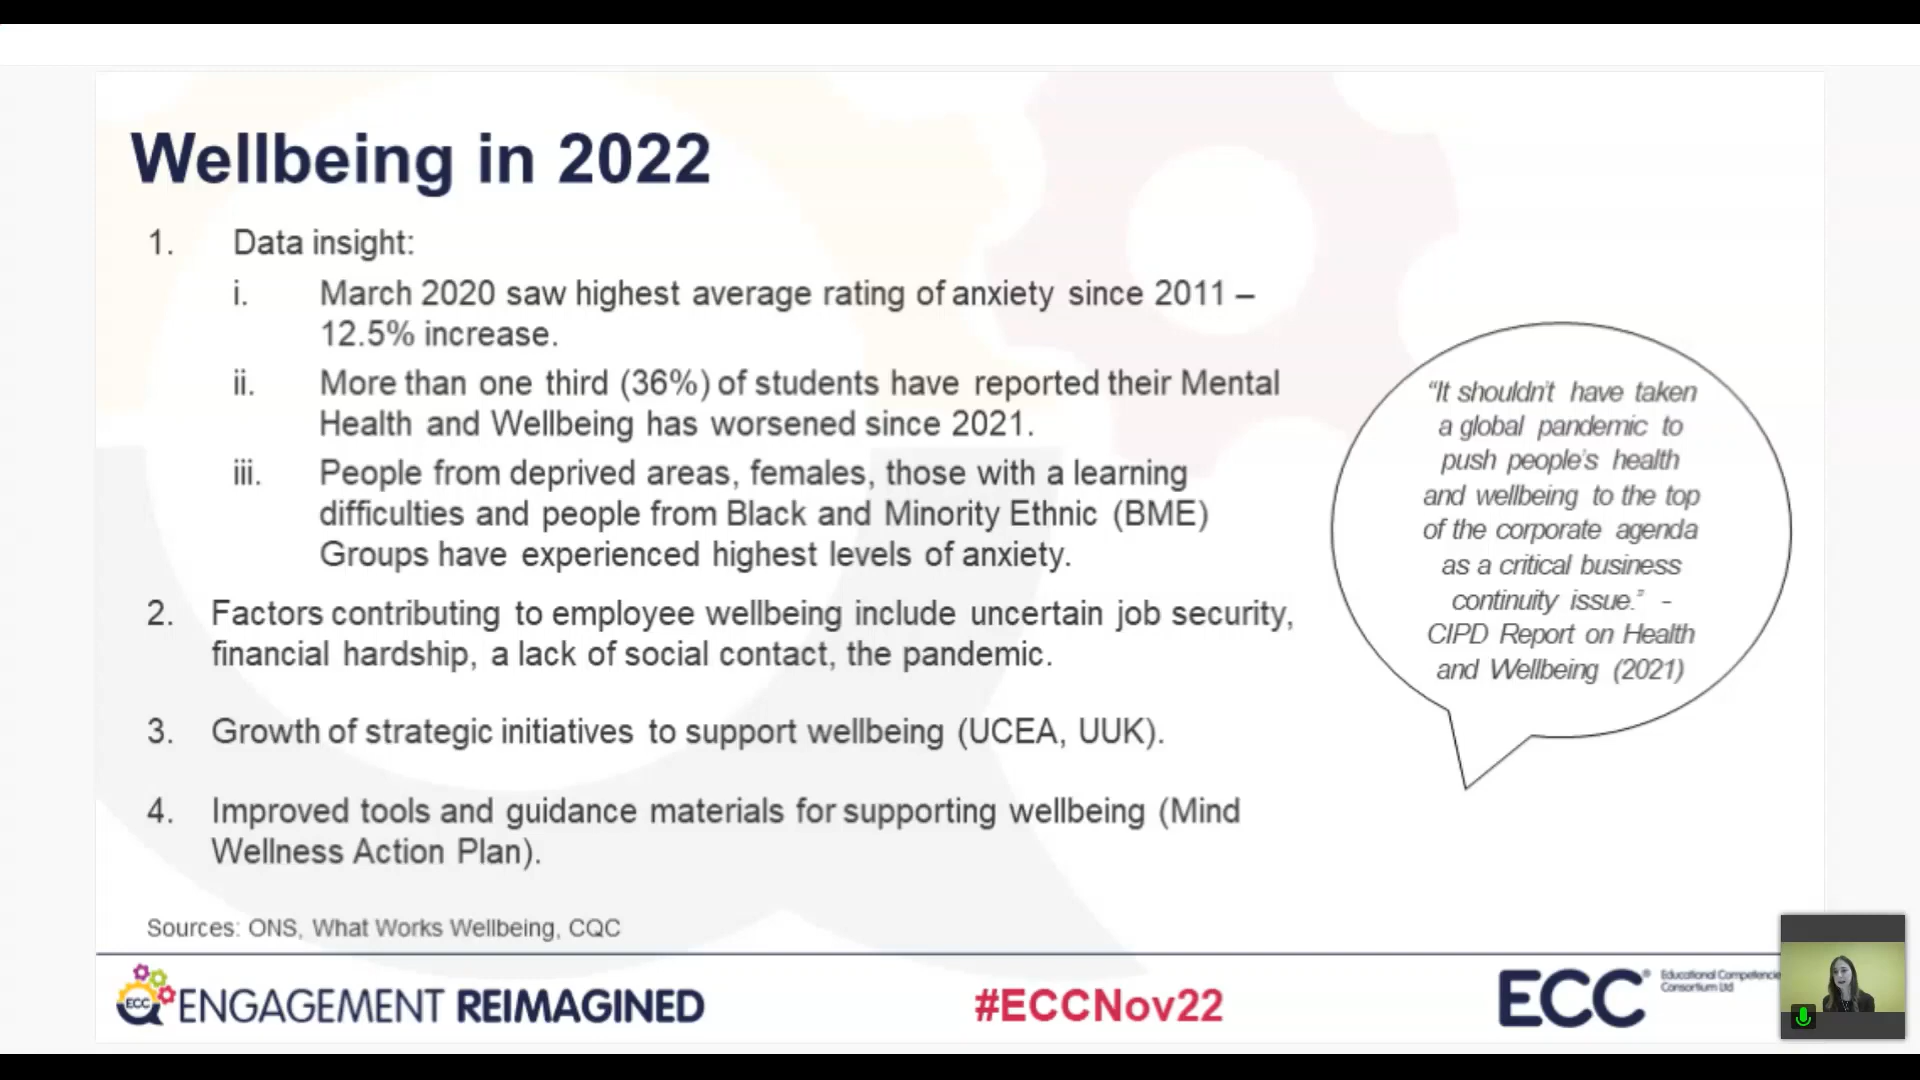 Wellbeing in 2022
1. Data insight:
i. March 2020 saw highest average rating of anxiety since 2011 –
12.5% increase.
ii. More than one third (36%) of students have reported their Mental
Health and Wellbeing has worsened since 2021.
iii. People from deprived areas, females, those with a learning
difficulties and people from Black and Minority Ethnic (BME)
Groups have experienced highest levels of anxiety.
2. Factors contributing to employee wellbeing include uncertain job security,
financial hardship, a lack of social contact, the pandemic.
3. Growth of strategic initiatives to support wellbeing (UCEA, UUK).
4. Improved tools and guidance materials for supporting wellbeing (Mind
Wellness Action Plan).
Sources: ONS, What Works Wellbeing, CQC
“It shouldn’t have taken
a global pandemic to
push people’s health
and wellbeing to the top
of the corporate agenda
as a critical business
continuity issue.” -
CIPD Report on Health
and Wellbeing (2021)
ECC ENGAGEMENT REIMAGINED
#ECCNov22
ECC®
Educational Competencie
Consortium Ltd